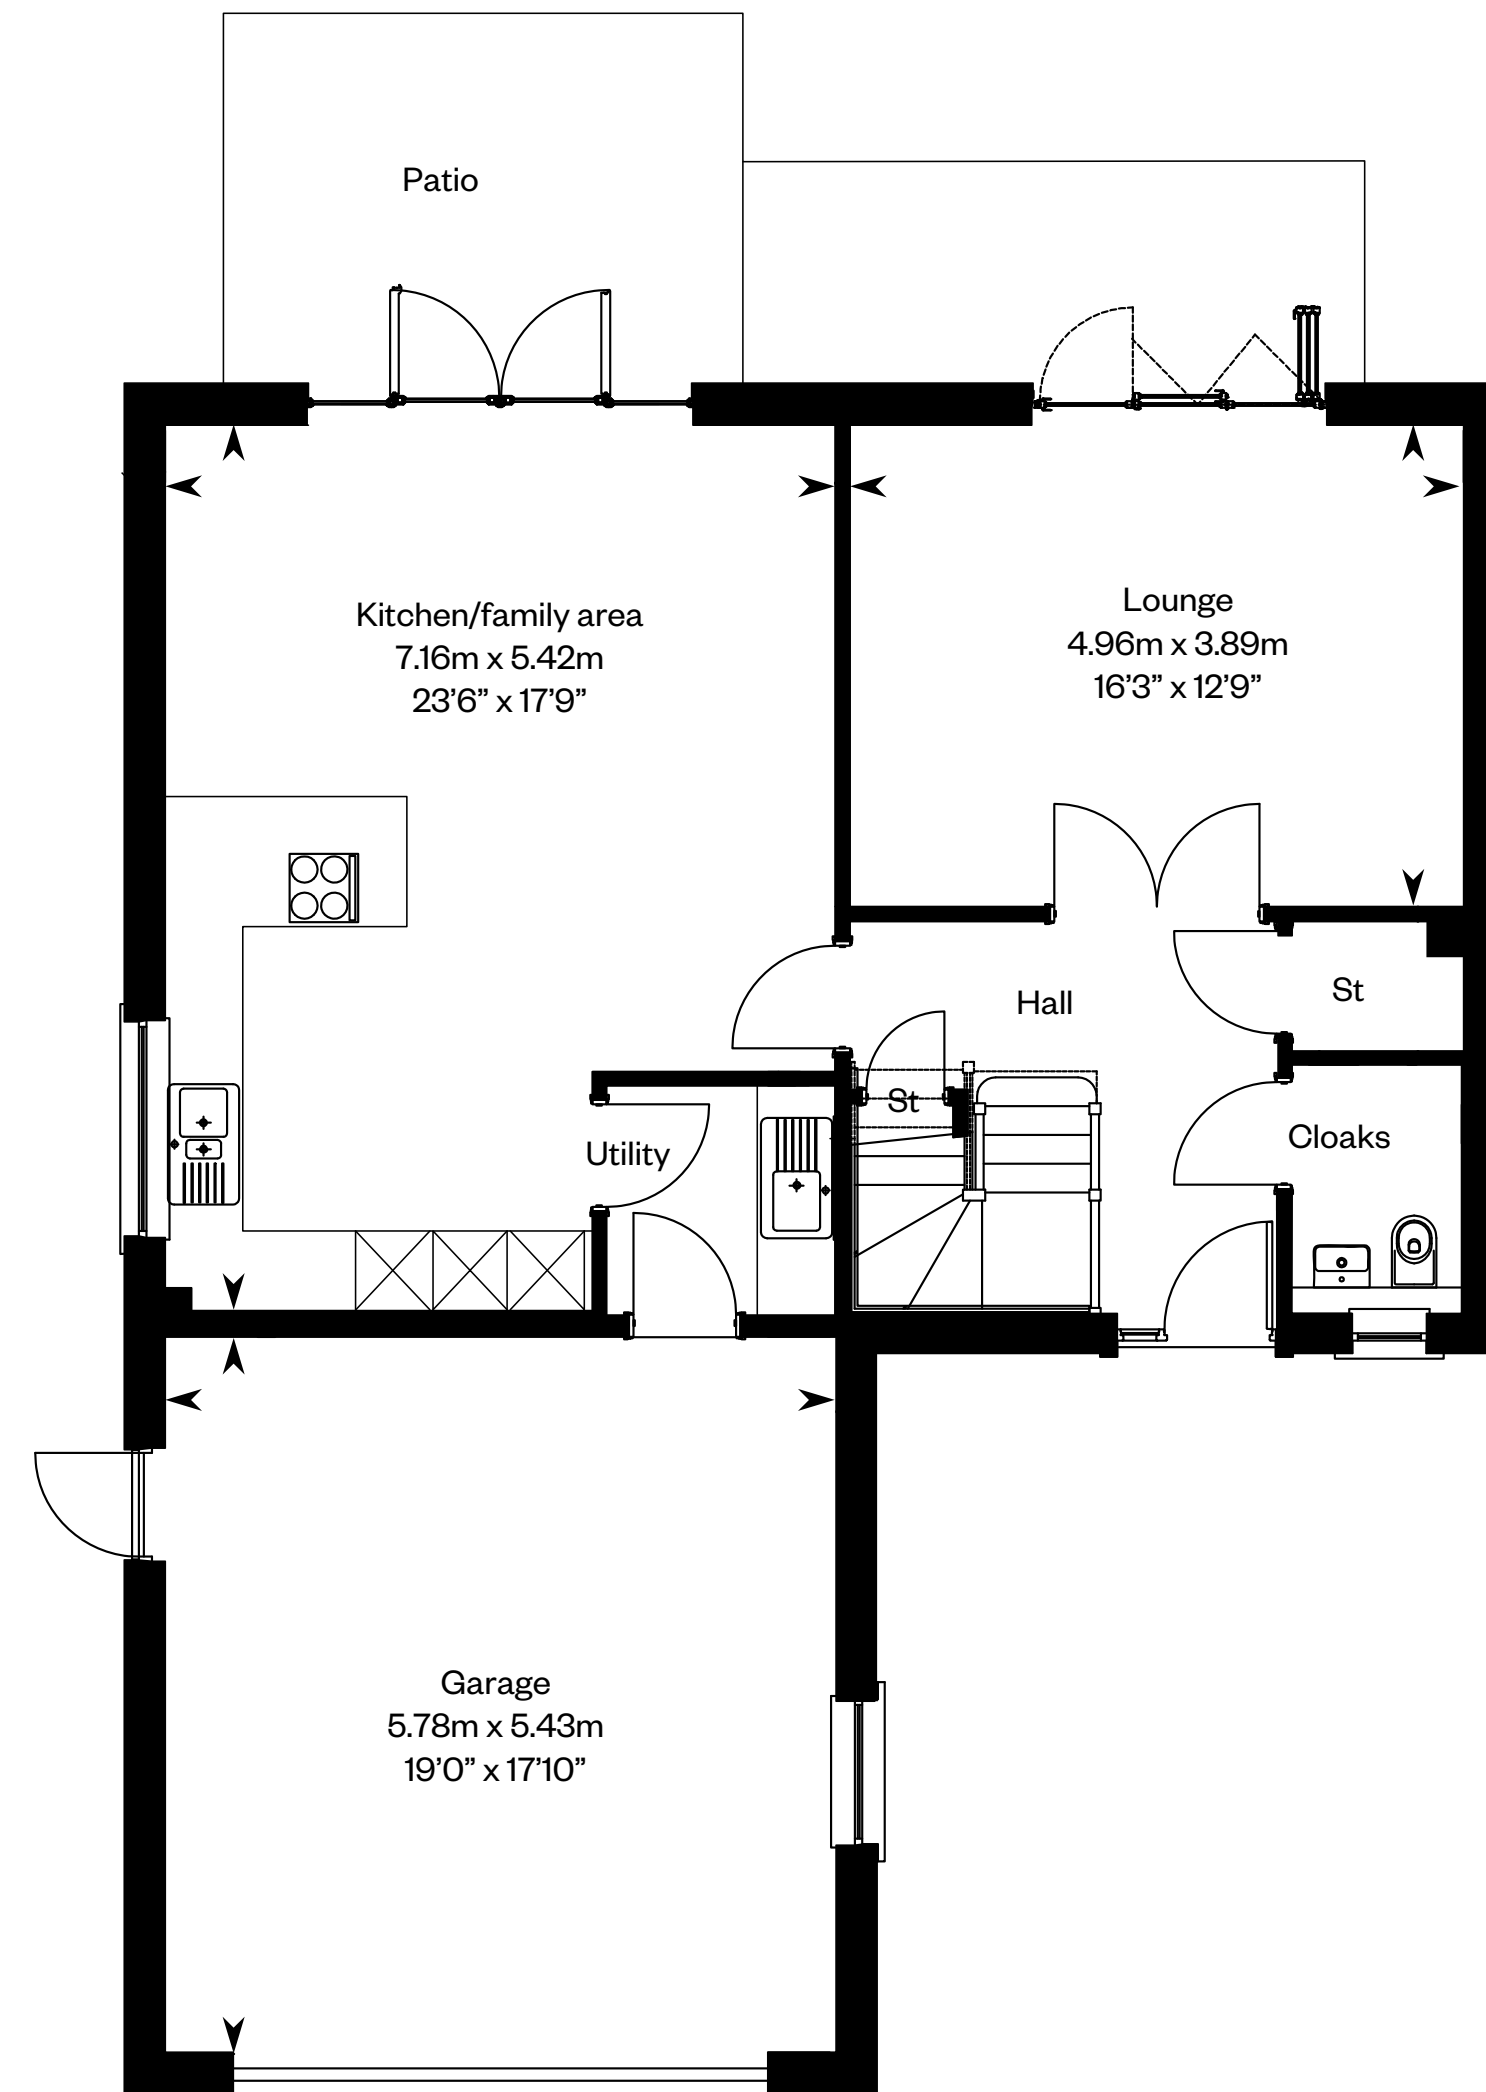 Patio
Kitchen/family area
7.16m x 5.42m
23’6” x 17’9”
Lounge
4.96m x 3.89m
16’3” x 12’9”
Hall
St
St
Utility
Cloaks
Garage
5.78m x 5.43m
19’0” x 17’10”